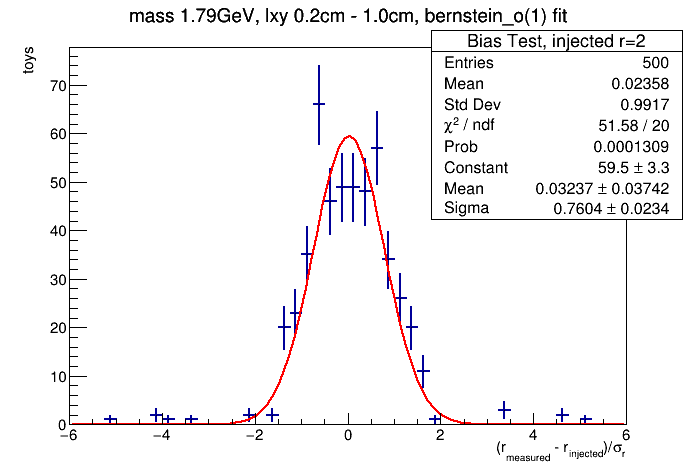 mass 1.79GeV, lxy 0.2cm - 1.0cm, bernstein_o(1) fit
toys
Bias Test, injected r=2
Entries 500
Mean 0.02358
Std Dev 0.9917
χ² / ndf 51.58 / 20
Prob 0.0001309
Constant 59.5 ± 3.3
Mean 0.03237 ± 0.03742
Sigma 0.7604 ± 0.0234
70
60
50
40
30
20
10
0
−6 −4 −2 0 2 4 6
(r_measured - r_injected)/σ_r